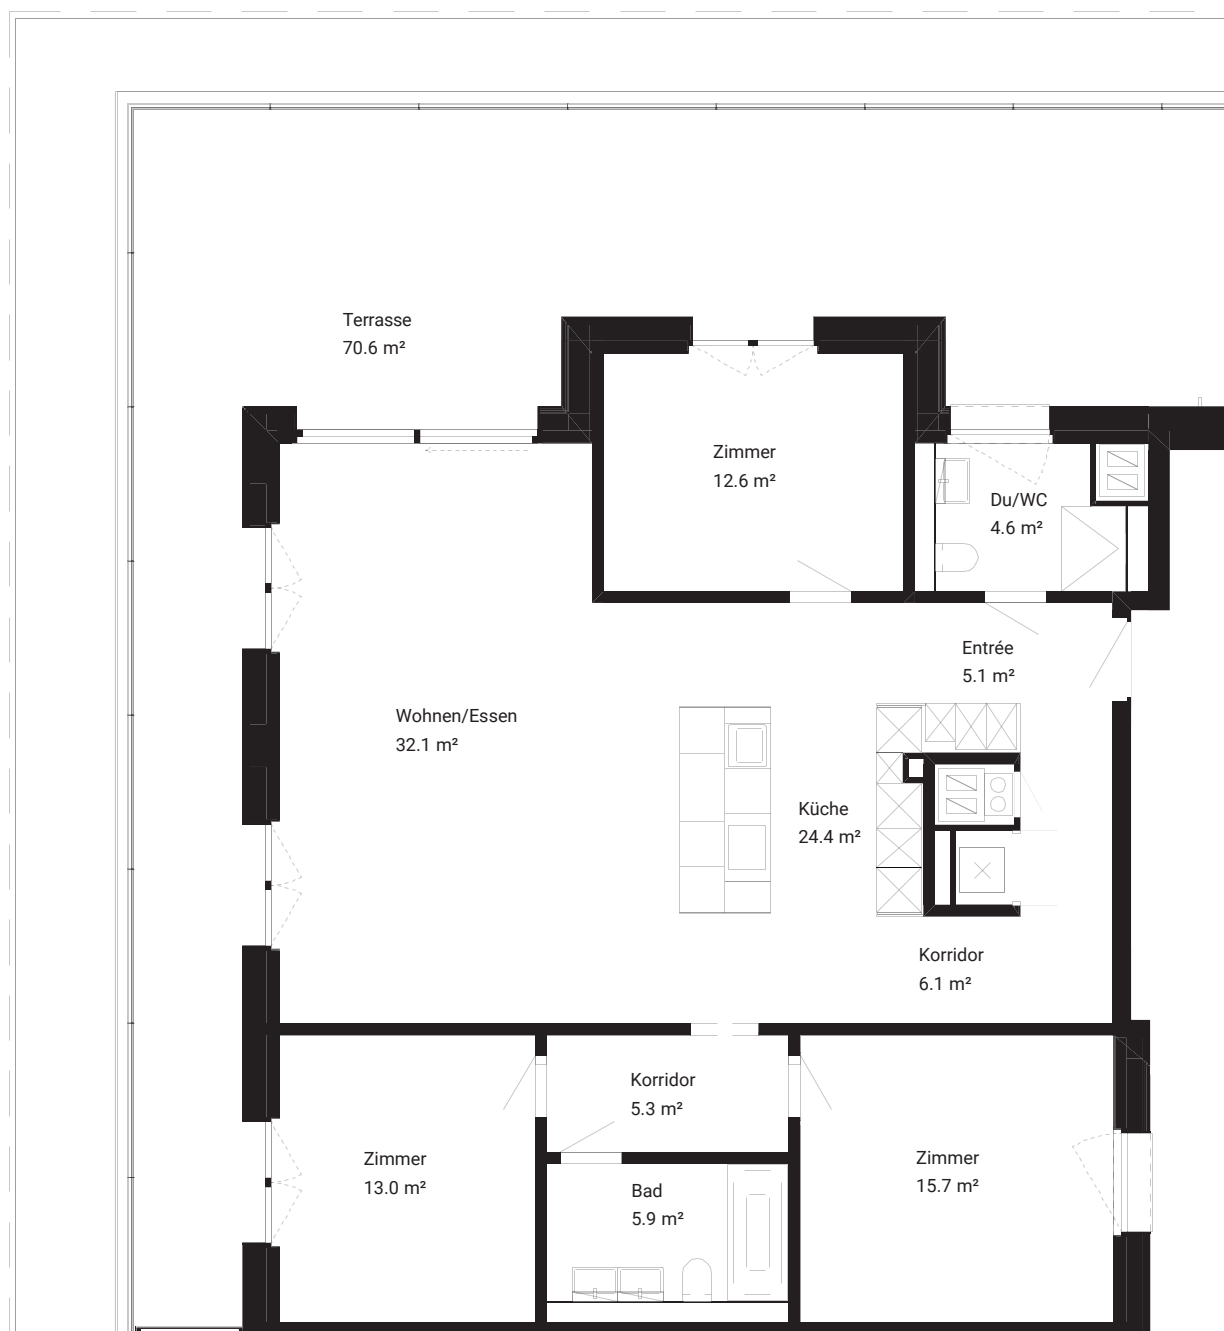 Terrasse
70.6 m²
Zimmer
12.6 m²
Du/WC
4.6 m²
Entrée
5.1 m²
Wohnen/Essen
32.1 m²
Küche
24.4 m²
Korridor
6.1 m²
Korridor
5.3 m²
Zimmer
13.0 m²
Zimmer
15.7 m²
Bad
5.9 m²